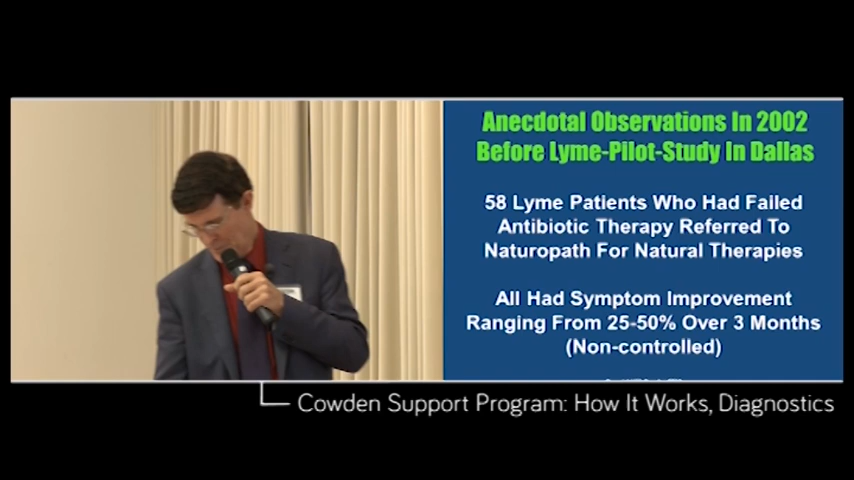 Anecdotal Observations In 2002
Before Lyme-Pilot-Study In Dallas
58 Lyme Patients Who Had Failed
Antibiotic Therapy Referred To
Naturopath For Natural Therapies
All Had Symptom Improvement
Ranging From 25-50% Over 3 Months
(Non-controlled)
Cowden Support Program: How It Works, Diagnostics